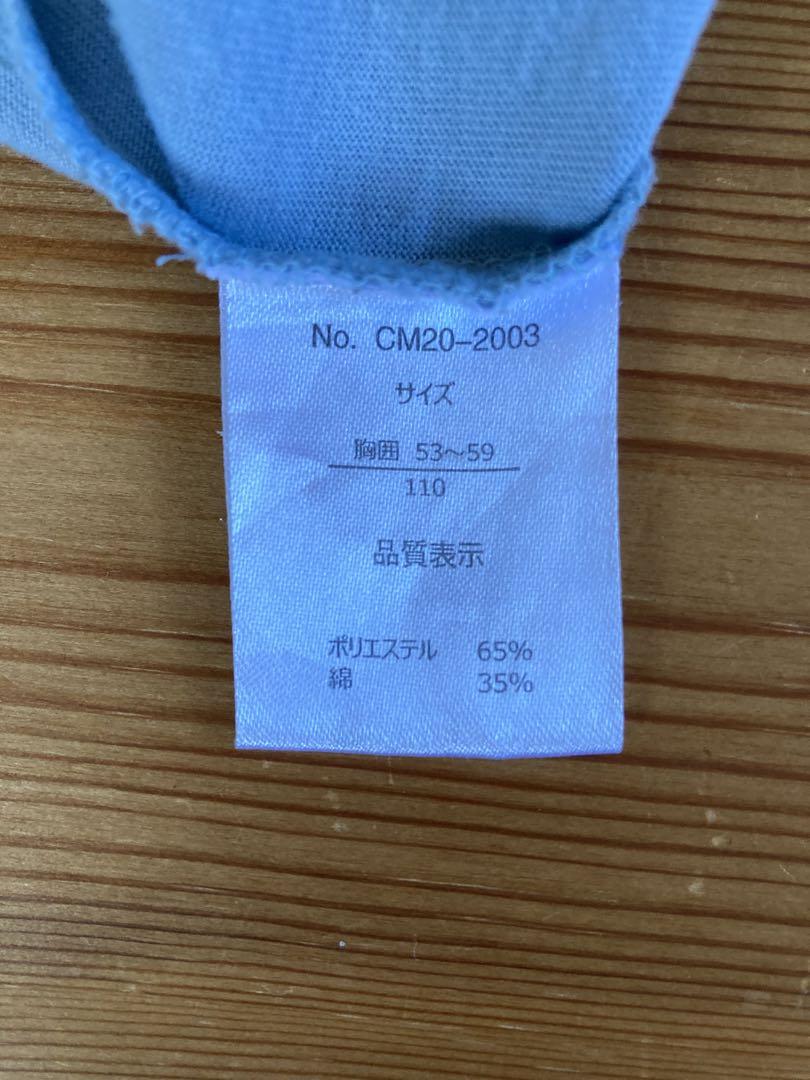 No. CM20-2003
サイズ
胸囲 53～59
110
品質表示
ポリエステル 65%
綿 35%